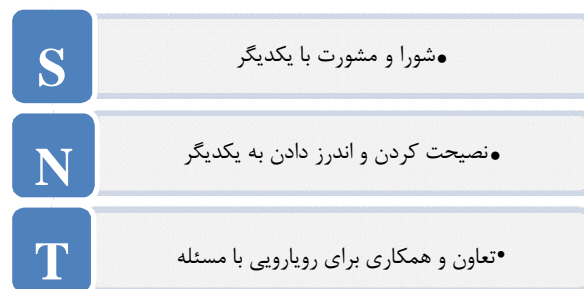 S
•شورا و مشورت با یکدیگر
N
•نصیحت کردن و اندرز دادن به یکدیگر
T
•تعاون و همکاری برای رویارویی با مسئله